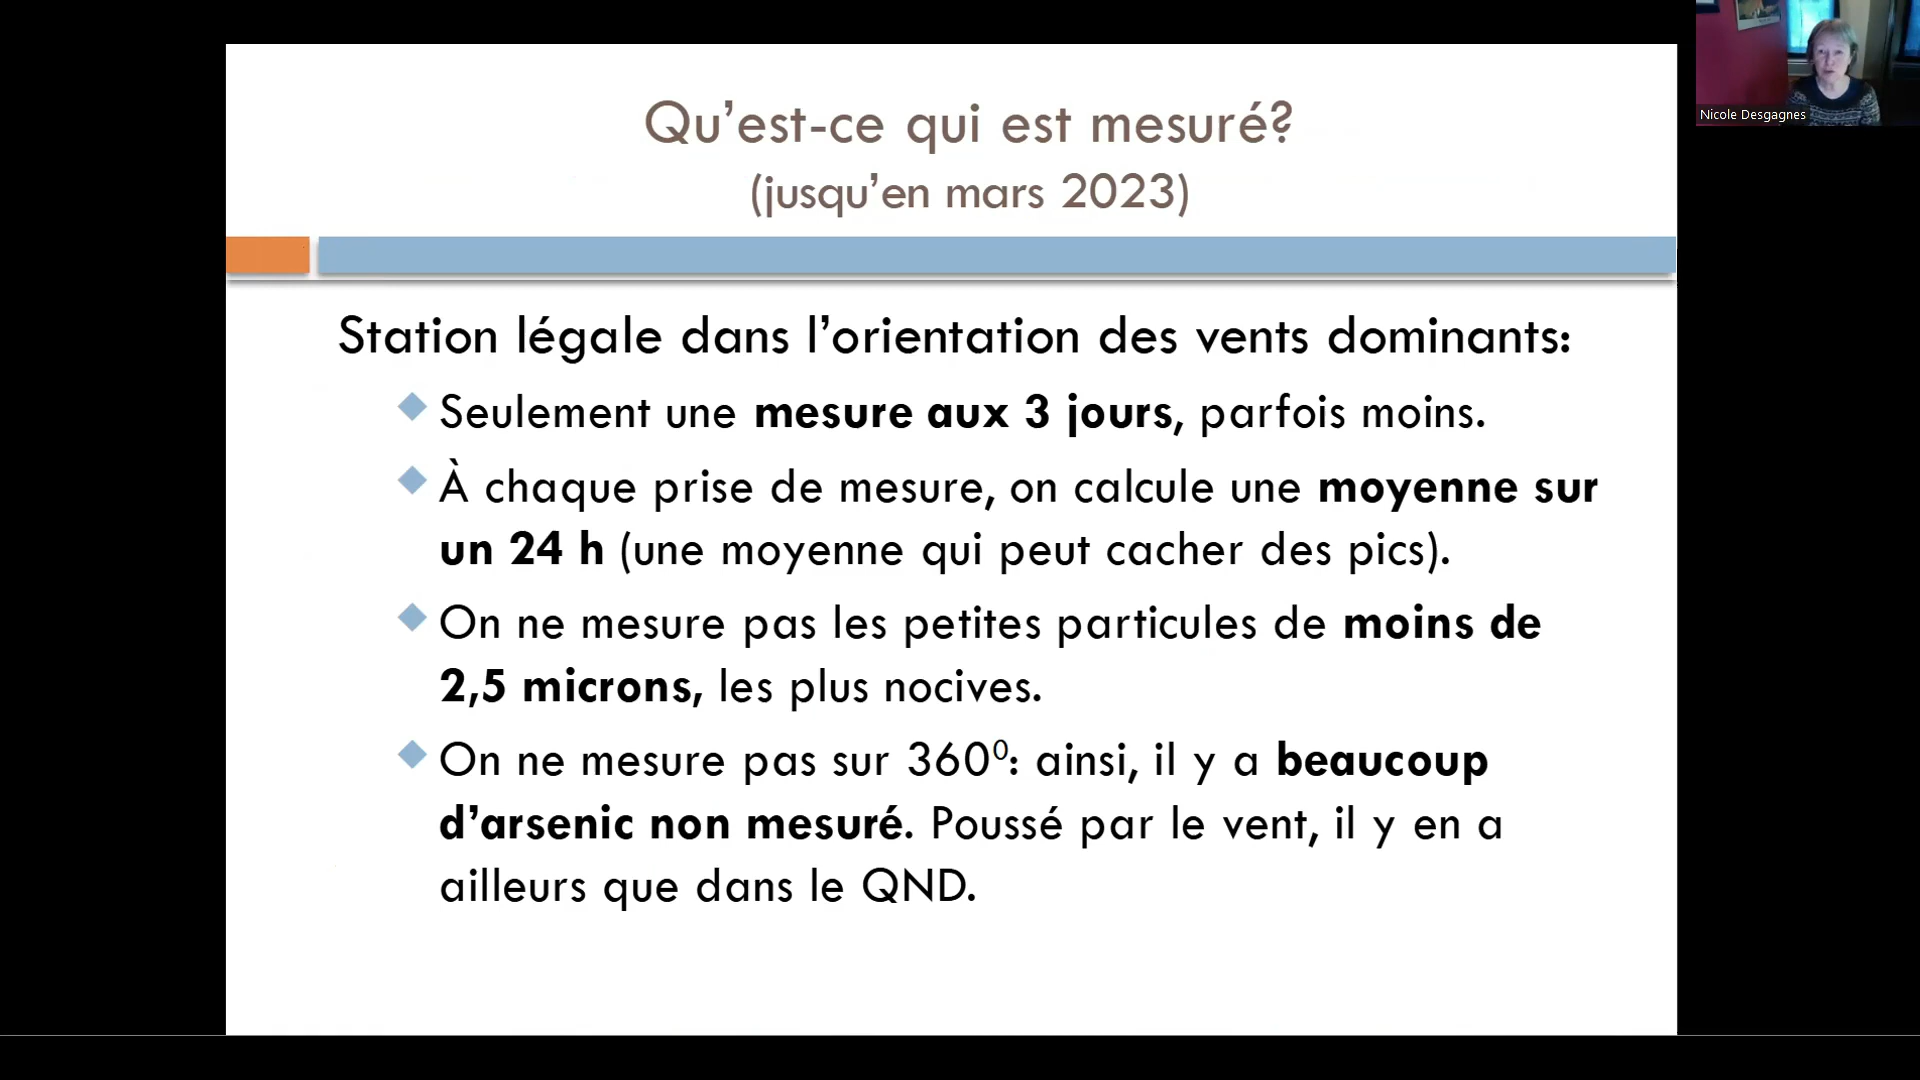 Qu’est-ce qui est mesuré?
(jusqu’en mars 2023)
Nicole Desgagnes
Station légale dans l’orientation des vents dominants:
Seulement une mesure aux 3 jours, parfois moins.
À chaque prise de mesure, on calcule une moyenne sur
un 24 h (une moyenne qui peut cacher des pics).
On ne mesure pas les petites particules de moins de
2,5 microns, les plus nocives.
On ne mesure pas sur 360⁰: ainsi, il y a beaucoup
d’arsenic non mesuré. Poussé par le vent, il y en a
ailleurs que dans le QND.